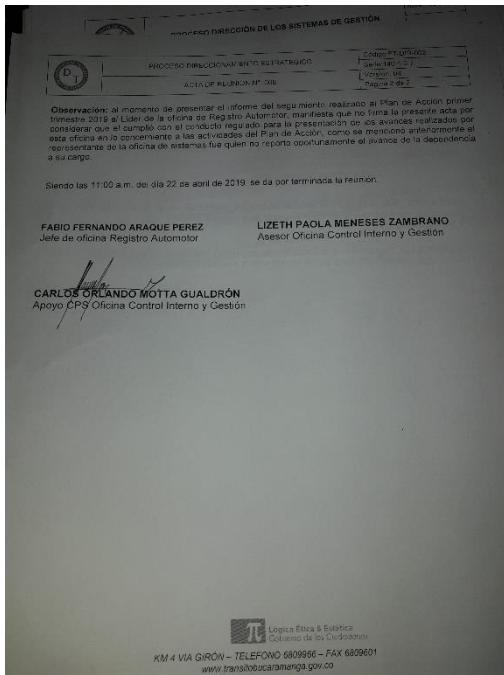 PROCESO DIRECCIÓN DE LOS SISTEMAS DE GESTIÓN
PROCESO DIRECCIONAMIENTO ESTRATEGICO
ACTA DE REUNIÓN N°
Página 2 de 2
Observación: al momento de presentar el informe del seguimiento realizado al Plan de Acción primer
trimestre 2019 al Líder de la oficina de Registro Automotor, manifiesta que no firma la presente acta por
considerar que el cumplió con el conducto regulado para la presentación de los avances realizados por
esta oficina en lo concerniente a las actividades del Plan de Acción, como se mencionó anteriormente el
representante de la oficina de sistemas fue quien no reporto oportunamente el avance de la dependencia
a su cargo.
Siendo las 11:00 a.m. del día 22 de abril de 2019, se da por terminada la reunión.
FABIO FERNANDO ARAQUE PEREZ
Jefe de oficina Registro Automotor
LIZETH PAOLA MENESES ZAMBRANO
Asesor Oficina Control Interno y Gestión
CARLOS ORLANDO MOTTA GUALDRÓN
Apoyo CPS Oficina Control Interno y Gestión
Lógica Ética & Estética
Gobierno de los Ciudadanos
KM 4 VIA GIRÓN – TELEFONO 6809966 – FAX 6809601
www.transitobucaramanga.gov.co